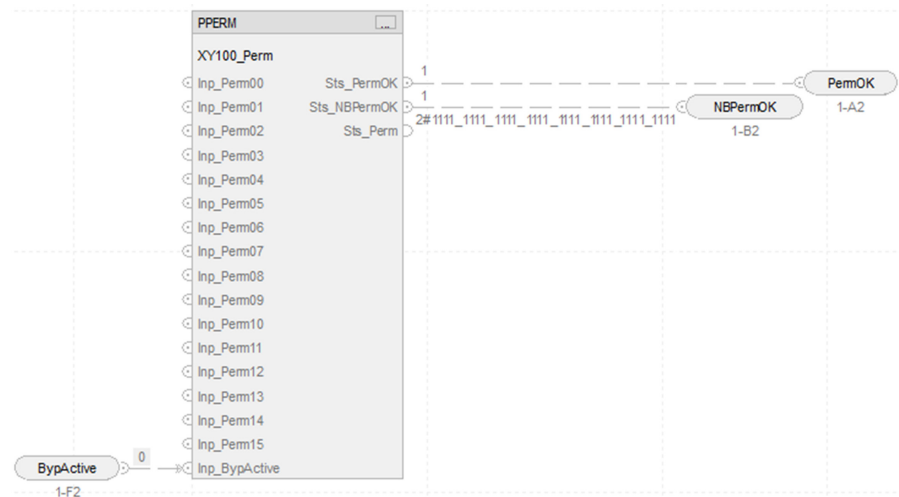 PPERM ...
XY100_Perm
Inp_Perm00 Sts_PermOK 1 PermOK
1-A2
Inp_Perm01 Sts_NBPermOK 1 NBPermOK
1-B2
Inp_Perm02 Sts_Perm 2#1111_1111_1111_1111_1111_1111_1111_1111
Inp_Perm03
Inp_Perm04
Inp_Perm05
Inp_Perm06
Inp_Perm07
Inp_Perm08
Inp_Perm09
Inp_Perm10
Inp_Perm11
Inp_Perm12
Inp_Perm13
Inp_Perm14
Inp_Perm15
BypActive 0 Inp_BypActive
1-F2